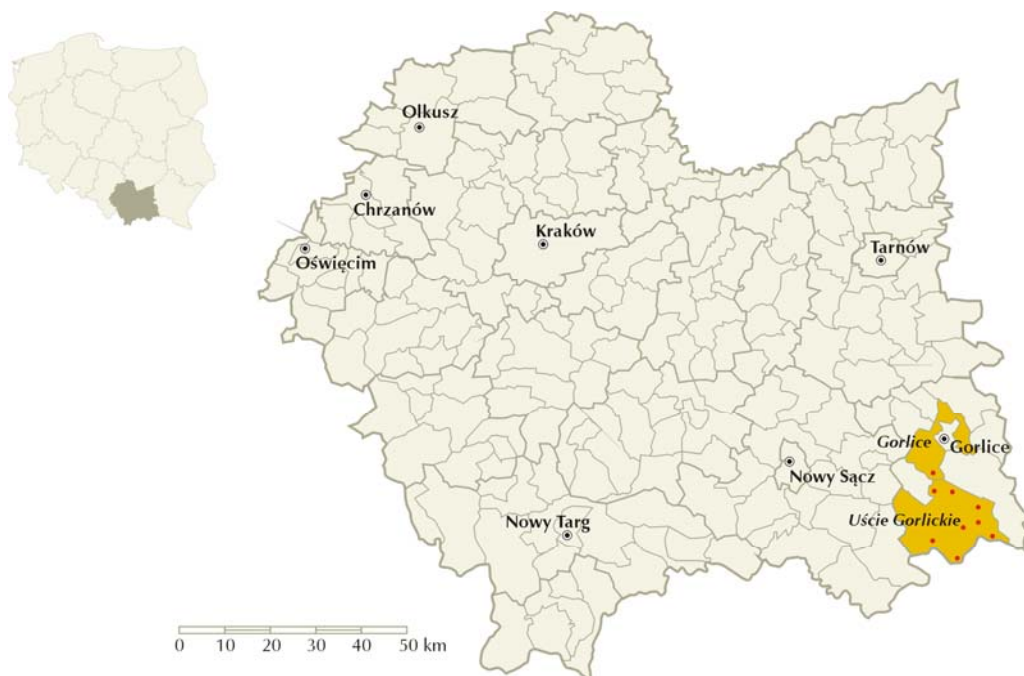 Olkusz
Chrzanów
Kraków
Tarnów
Oświęcim
Gorlice
Gorlice
Nowy Sącz
Nowy Targ
Uście Gorlickie
0 10 20 30 40 50 km